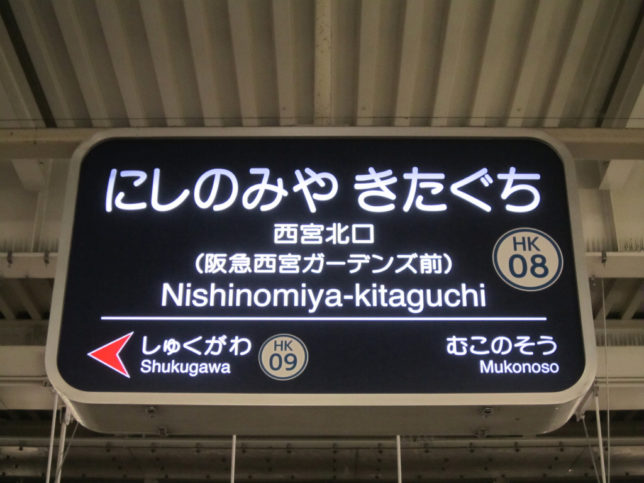 にしのみや きたぐち
西宮北口
(阪急西宮ガーデンズ前)
Nishinomiya-kitaguchi
HK
08
しゅくがわ
Shukugawa
HK
09
むこのそう
Mukonoso